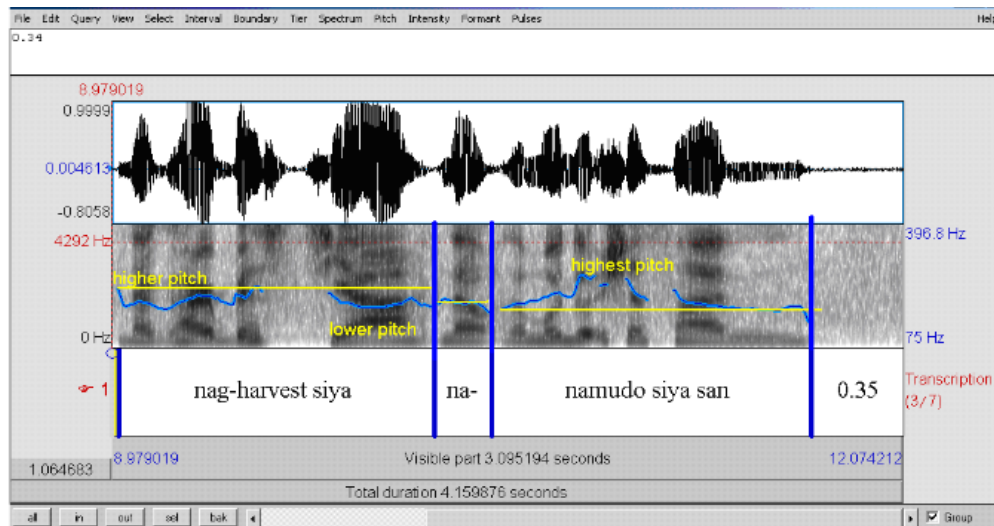 File Edit Query View Select Interval Boundary Tier Spectrum Pitch Intensity Formant Pulses Help
0.34
8.979019
0.9999
0.004613
-0.8058
4292 Hz
396.8 Hz
highest pitch
higher pitch
lower pitch
0 Hz
75 Hz
1
nag-harvest siya
na-
namudo siya san
0.35
Transcription
(3/7)
1.064683
8.979019
Visible part 3.095194 seconds
12.074212
Total duration 4.159876 seconds
all in out sel bak
Group